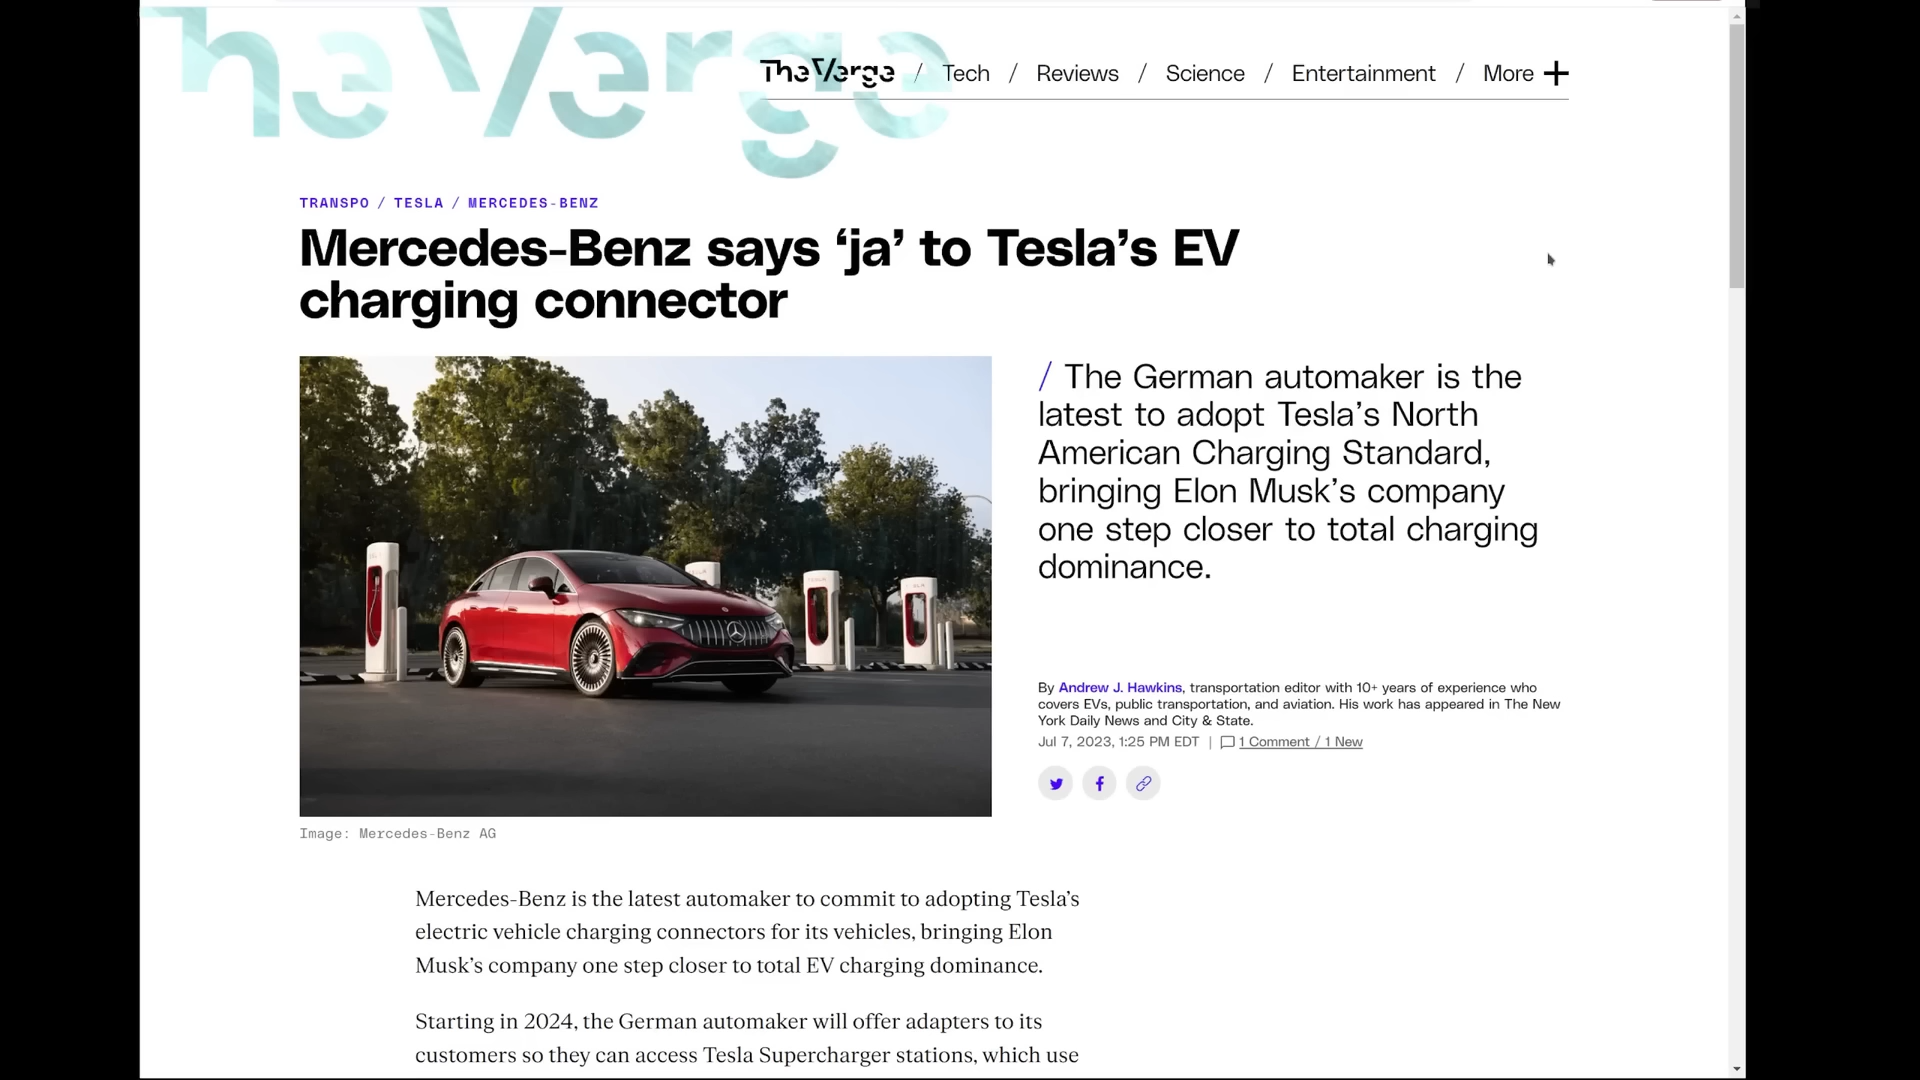 The Verge
The Verge / Tech / Reviews / Science / Entertainment / More
TRANSPO / TESLA / MERCEDES-BENZ
Mercedes-Benz says ‘ja’ to Tesla’s EV
charging connector
/ The German automaker is the
latest to adopt Tesla’s North
American Charging Standard,
bringing Elon Musk’s company
one step closer to total charging
dominance.
By Andrew J. Hawkins, transportation editor with 10+ years of experience who
covers EVs, public transportation, and aviation. His work has appeared in The New
York Daily News and City & State.
Jul 7, 2023, 1:25 PM EDT | 1 Comment / 1 New
Image: Mercedes-Benz AG
Mercedes-Benz is the latest automaker to commit to adopting Tesla’s
electric vehicle charging connectors for its vehicles, bringing Elon
Musk’s company one step closer to total EV charging dominance.
Starting in 2024, the German automaker will offer adapters to its
customers so they can access Tesla Supercharger stations, which use